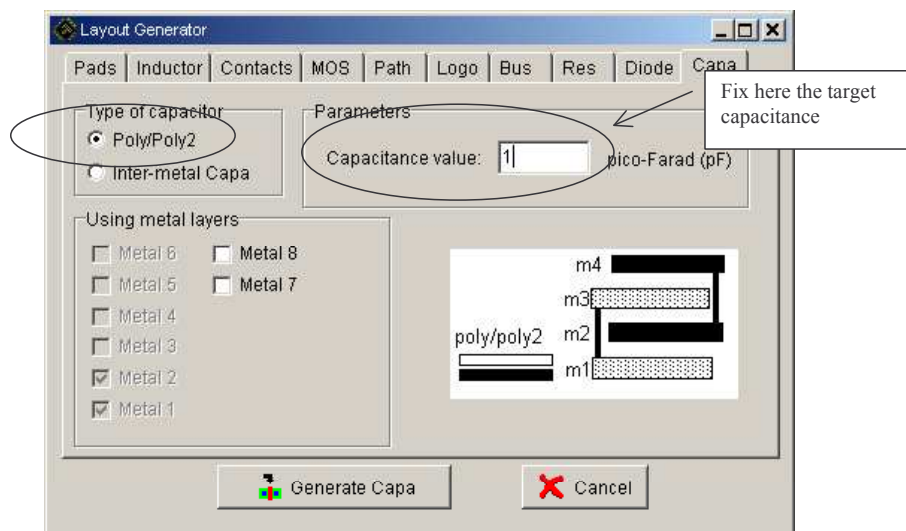 Layout Generator
Pads Inductor Contacts MOS Path Logo Bus Res Diode Capa
Type of capacitor
Poly/Poly2
Inter-metal Capa
Parameters
Capacitance value: 1 pico-Farad (pF)
Fix here the target
capacitance
Using metal layers
Metal 6 Metal 8
Metal 5 Metal 7
Metal 4
Metal 3
Metal 2
Metal 1
m4
m3
poly/poly2 m2
m1
Generate Capa Cancel